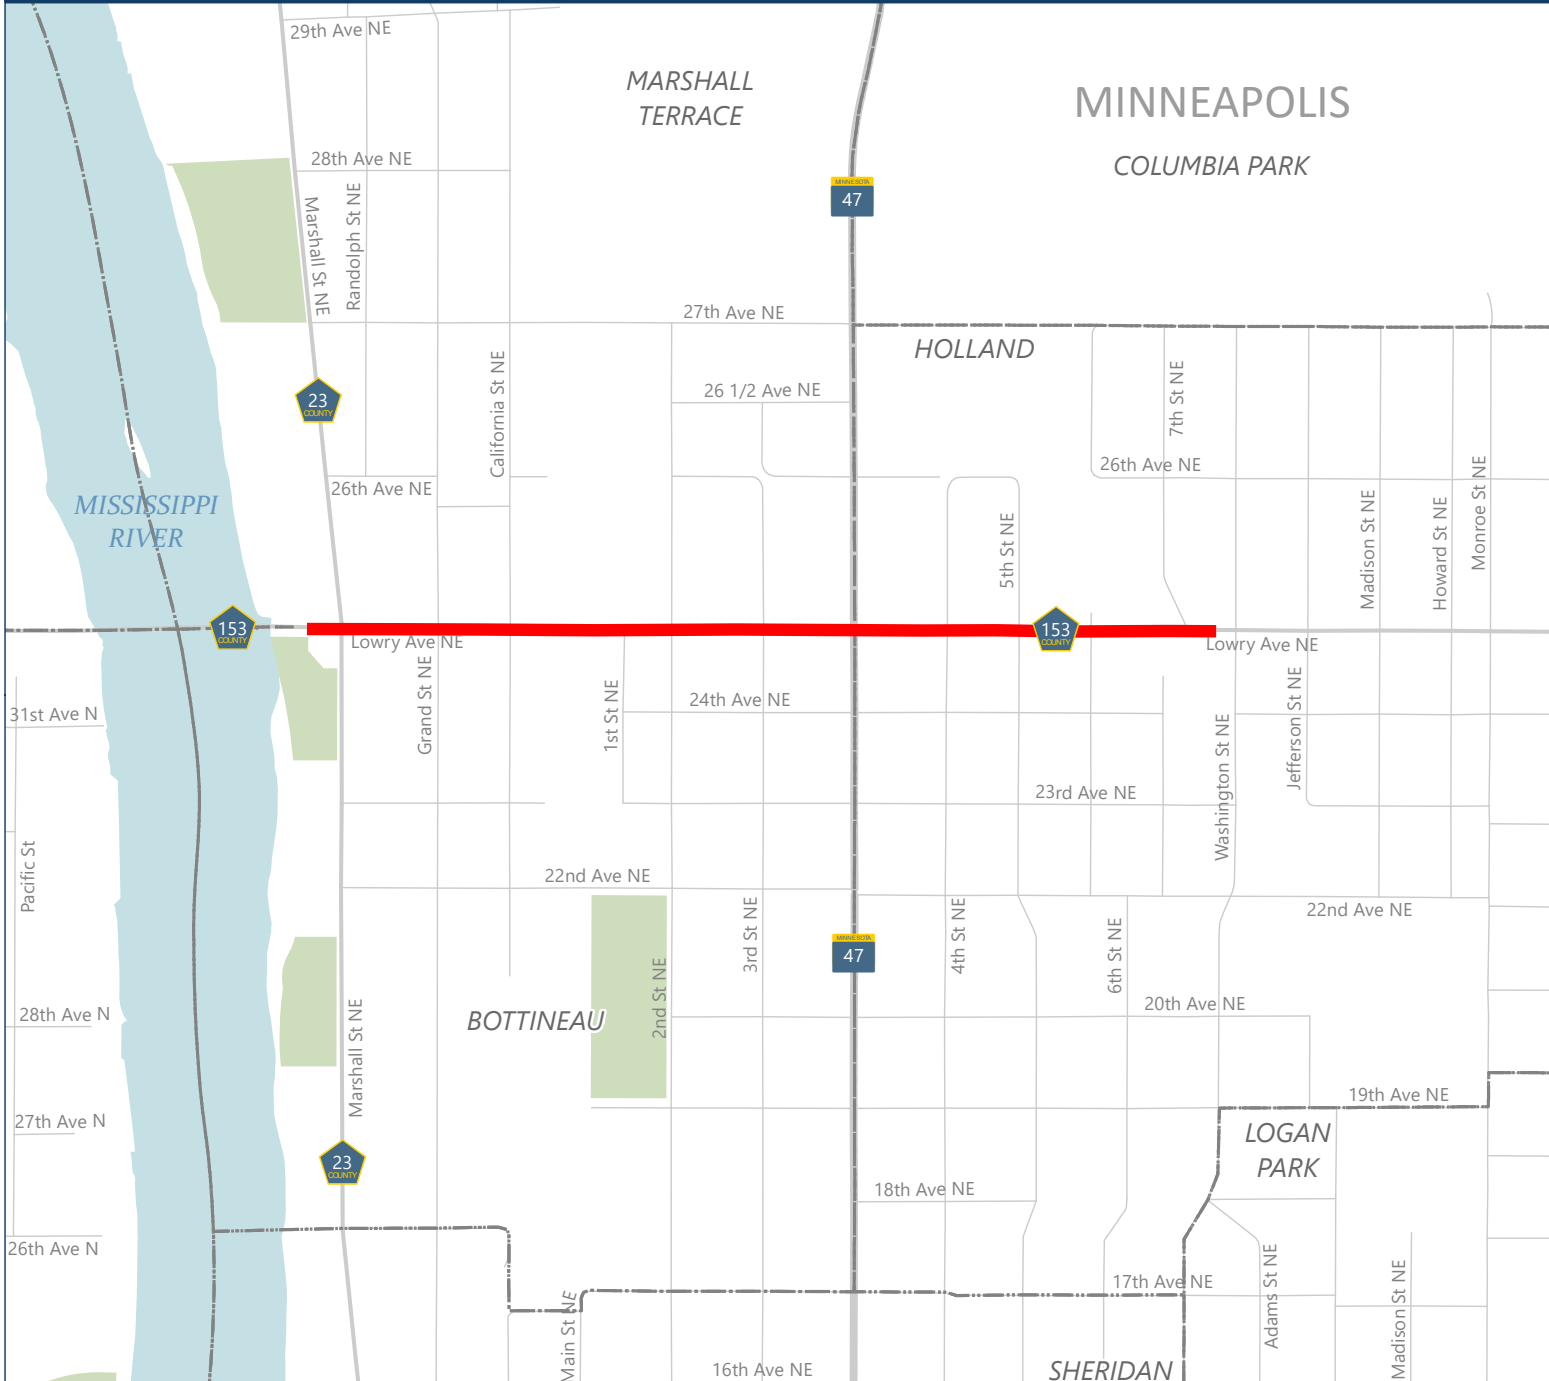 29th Ave NE
MARSHALL
TERRACE
MINNEAPOLIS
COLUMBIA PARK
28th Ave NE
MINNESOTA
47
Marshall St NE
Randolph St NE
27th Ave NE
HOLLAND
23
COUNTY
California St NE
26 1/2 Ave NE
7th St NE
26th Ave NE
26th Ave NE
MISSISSIPPI
RIVER
5th St NE
Madison St NE
Howard St NE
Monroe St NE
153
COUNTY
153
COUNTY
Lowry Ave NE
Lowry Ave NE
Grand St NE
1st St NE
24th Ave NE
31st Ave N
Washington St NE
Jefferson St NE
23rd Ave NE
Pacific St
22nd Ave NE
22nd Ave NE
3rd St NE
MINNESOTA
47
4th St NE
6th St NE
2nd St NE
20th Ave NE
28th Ave N
BOTTINEAU
Marshall St NE
19th Ave NE
27th Ave N
LOGAN
PARK
23
COUNTY
18th Ave NE
26th Ave N
17th Ave NE
Adams St NE
Madison St NE
Main St NE
16th Ave NE
SHERIDAN